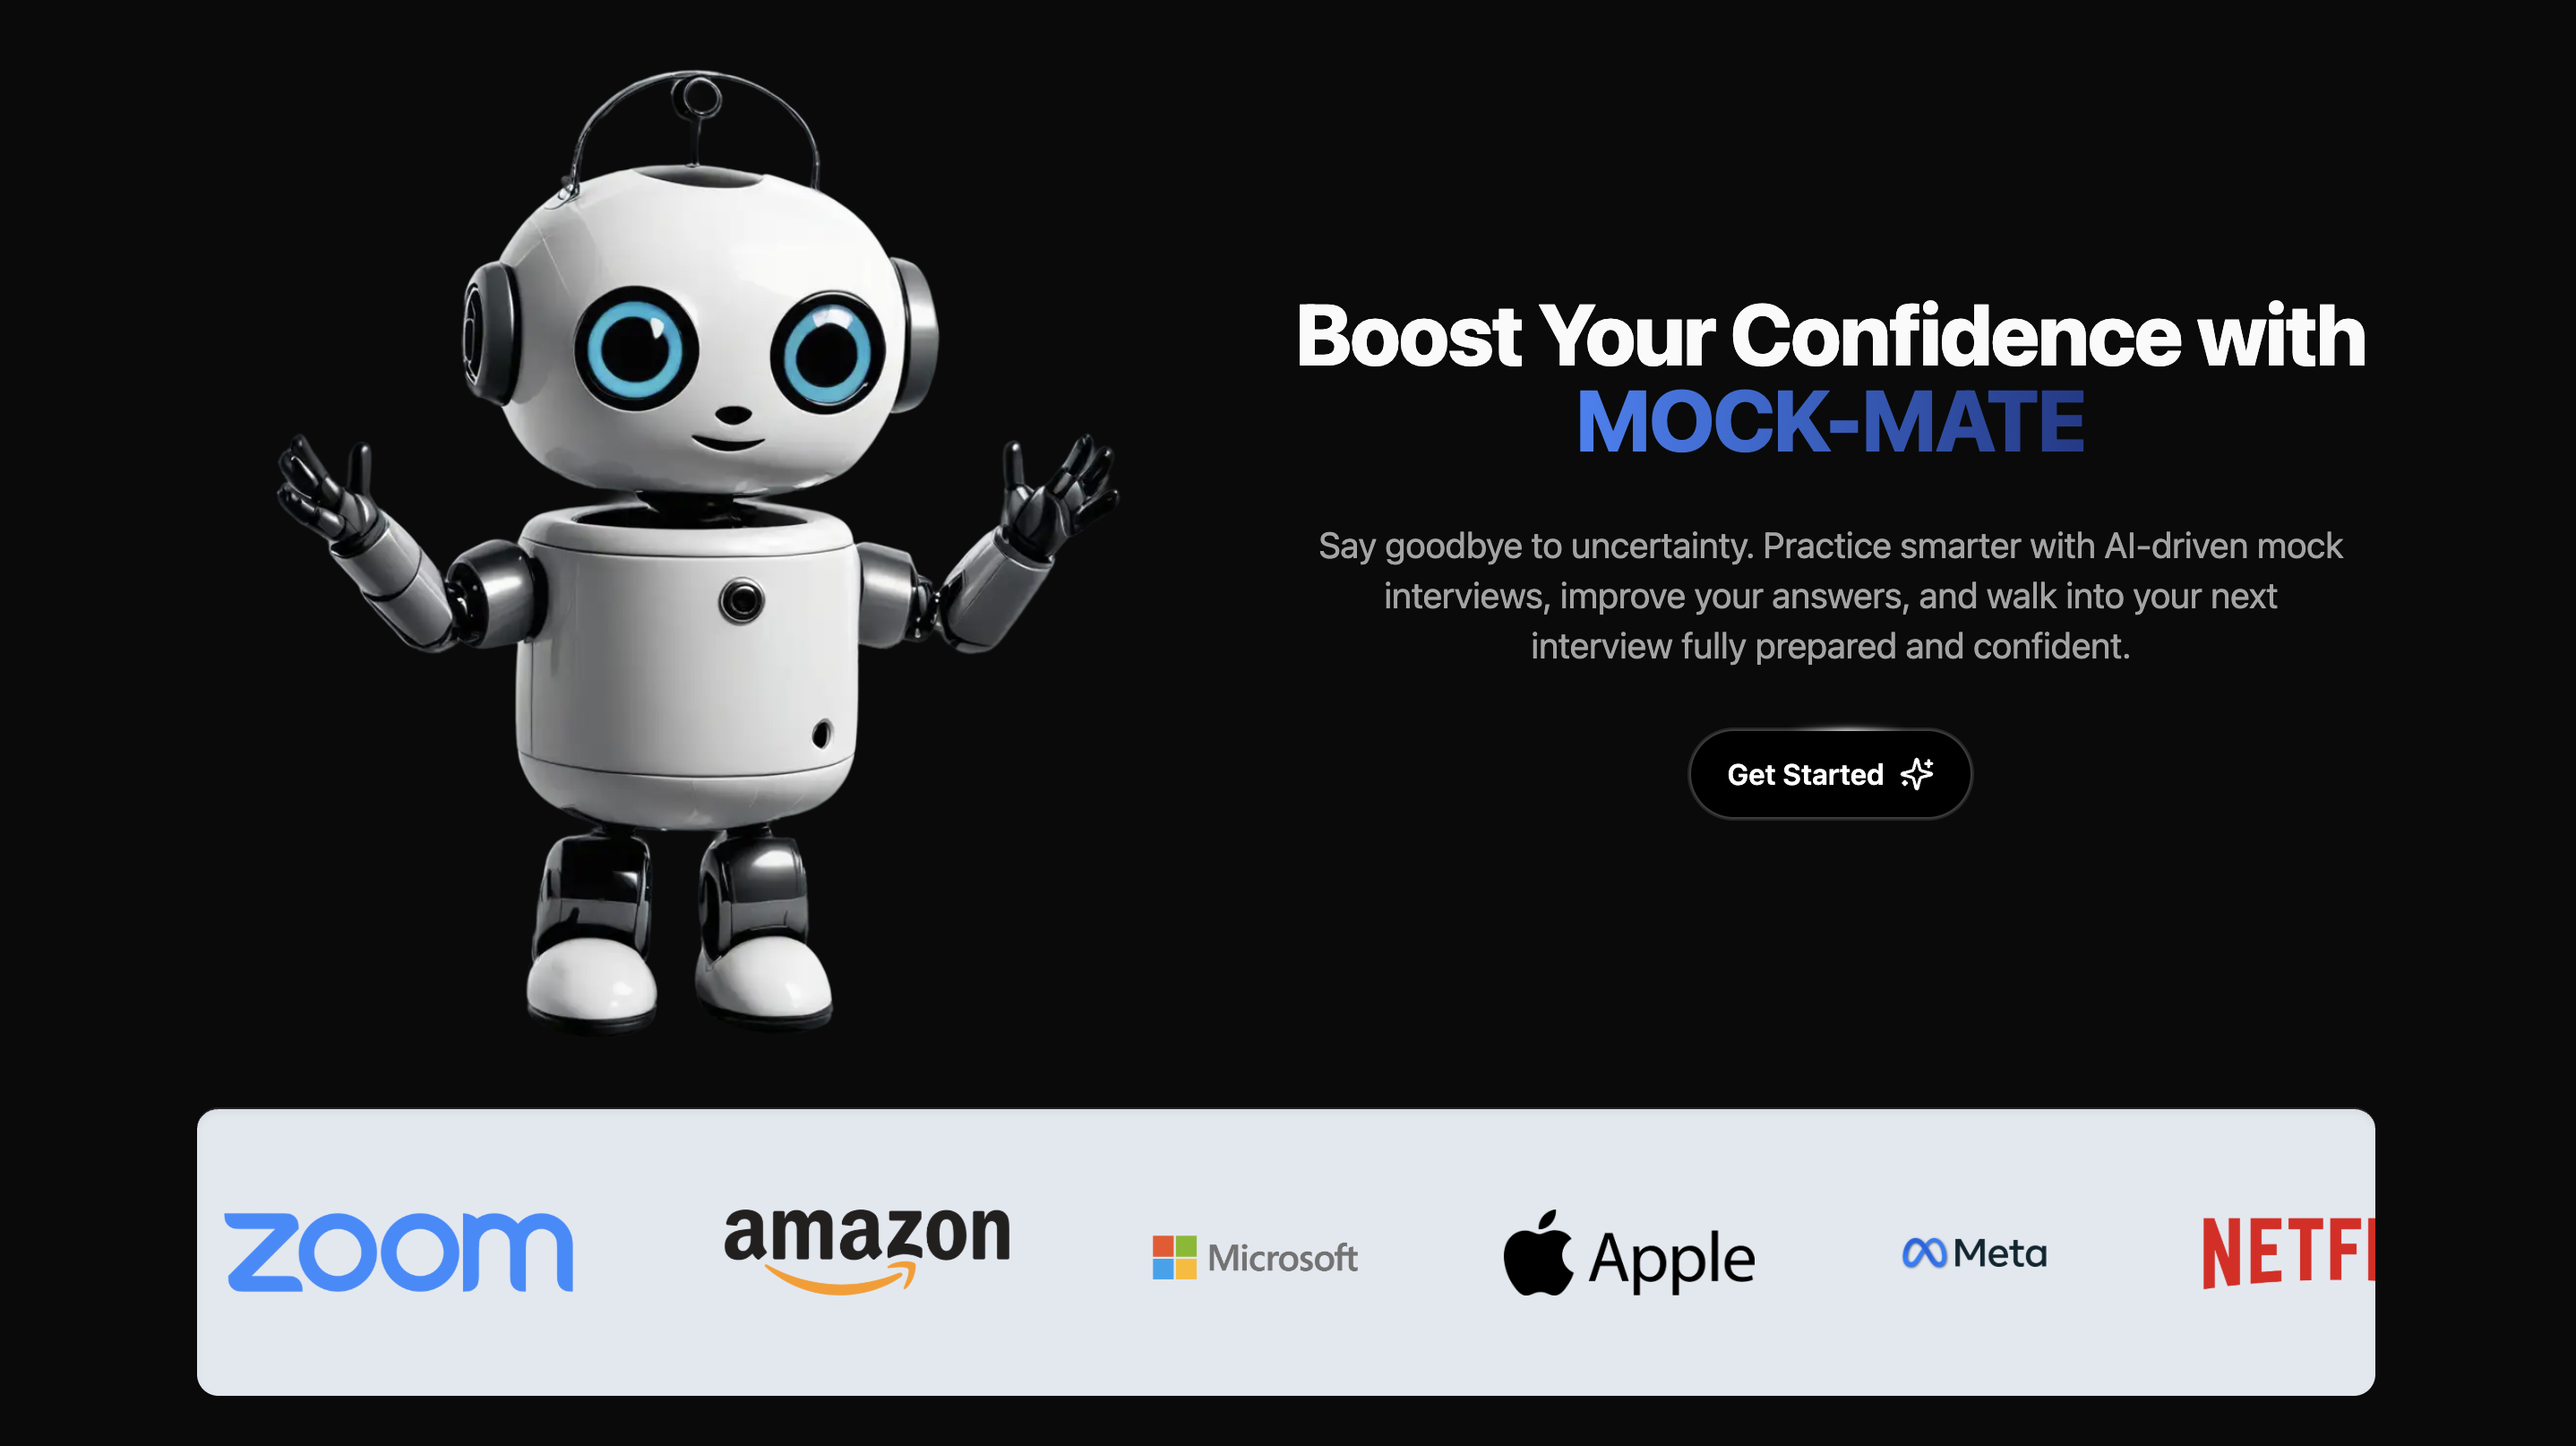 Boost Your Confidence with
MOCK-MATE
Say goodbye to uncertainty. Practice smarter with AI-driven mock
interviews, improve your answers, and walk into your next
interview fully prepared and confident.
Get Started
zoom
amazon
Microsoft
Apple
Meta
NETF